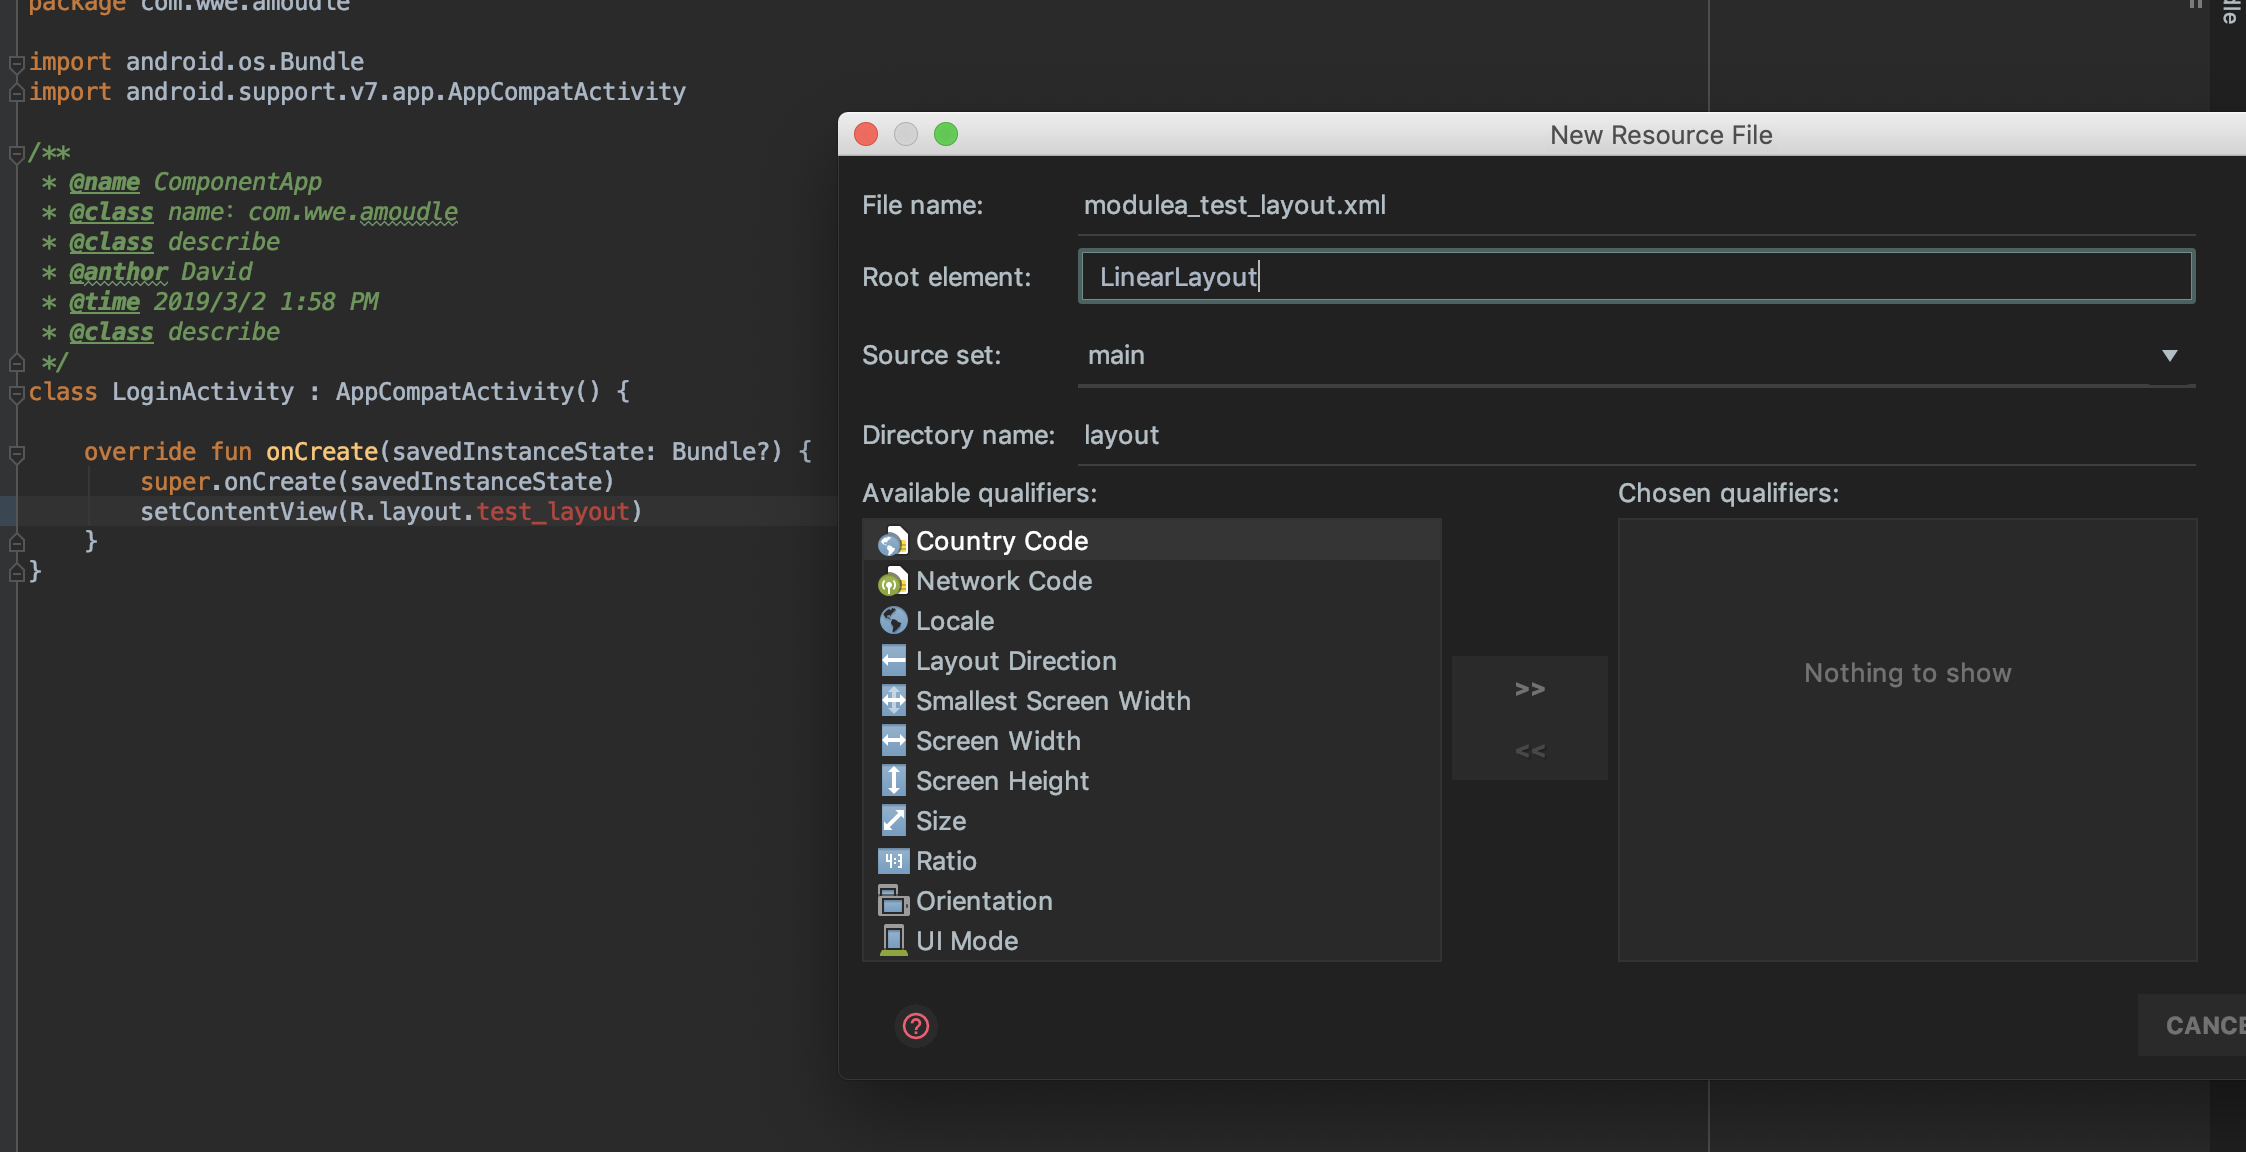 package com.wwe.amoudle
import android.os.Bundle
import android.support.v7.app.AppCompatActivity
/**
* @name ComponentApp
* @class name：com.wwe.amoudle
* @class describe
* @anthor David
* @time 2019/3/2 1:58 PM
* @class describe
*/
class LoginActivity : AppCompatActivity() {
override fun onCreate(savedInstanceState: Bundle?) {
super.onCreate(savedInstanceState)
setContentView(R.layout.test_layout)
}
}
New Resource File
File name: modulea_test_layout.xml
Root element: LinearLayout
Source set: main
Directory name: layout
Available qualifiers:
Chosen qualifiers:
Country Code
Network Code
Locale
Layout Direction
Smallest Screen Width
Screen Width
Screen Height
Size
4:3 Ratio
Orientation
UI Mode
>>
<<
Nothing to show
?
CANCE
dle